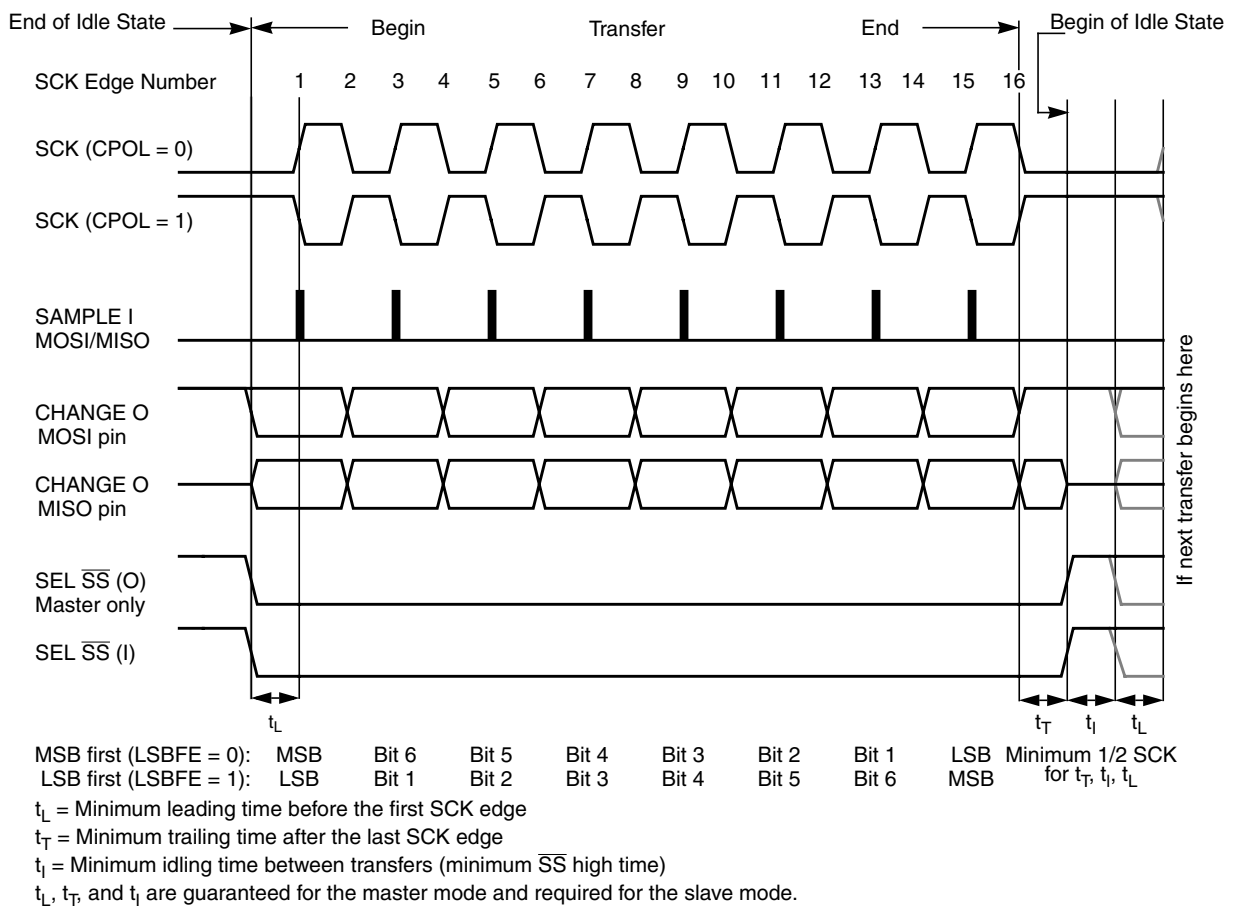 End of Idle State
Begin
Transfer
End
Begin of Idle State
SCK Edge Number
1 2 3 4 5 6 7 8 9 10 11 12 13 14 15 16
SCK (CPOL = 0)
SCK (CPOL = 1)
SAMPLE I
MOSI/MISO
CHANGE O
MOSI pin
CHANGE O
MISO pin
SEL S̅S̅ (O)
Master only
SEL S̅S̅ (I)
If next transfer begins here
tL
tT tI tL
MSB first (LSBFE = 0): MSB Bit 6 Bit 5 Bit 4 Bit 3 Bit 2 Bit 1 LSB
LSB first (LSBFE = 1): LSB Bit 1 Bit 2 Bit 3 Bit 4 Bit 5 Bit 6 MSB
Minimum 1/2 SCK
for tT, tI, tL
tL = Minimum leading time before the first SCK edge
tT = Minimum trailing time after the last SCK edge
tI = Minimum idling time between transfers (minimum S̅S̅ high time)
tL, tT, and tI are guaranteed for the master mode and required for the slave mode.